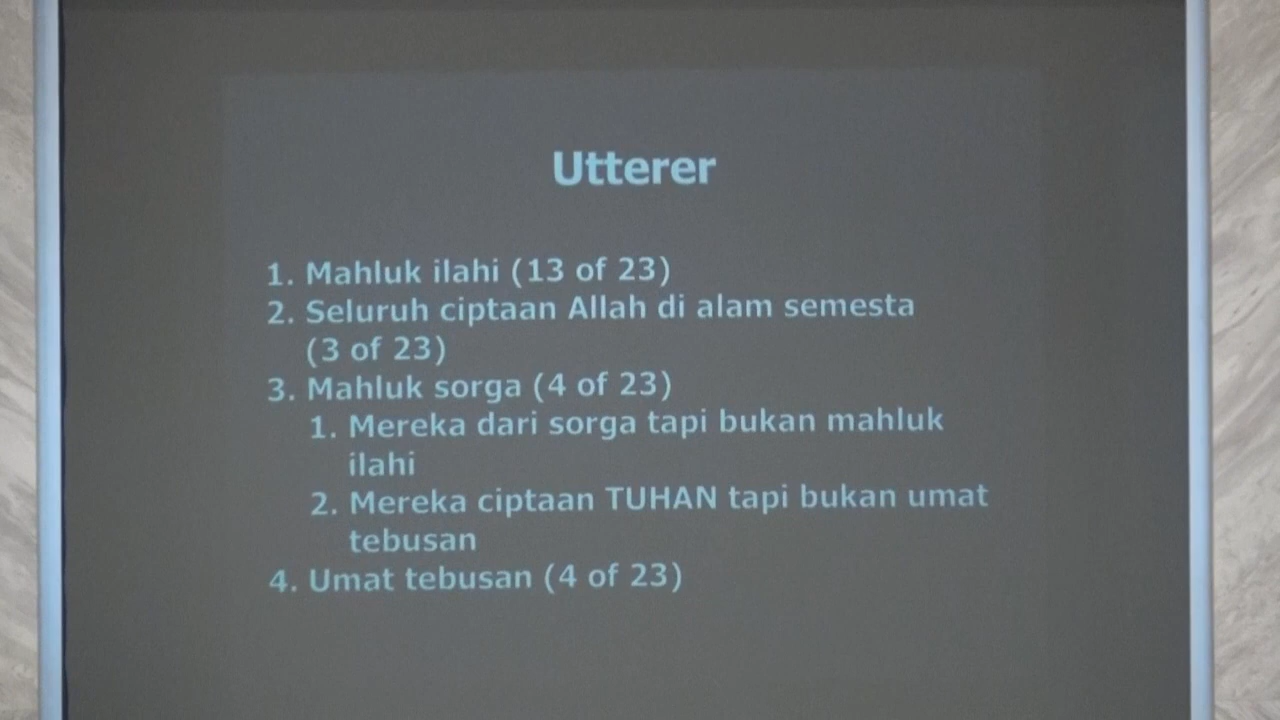 Utterer
1. Mahluk ilahi (13 of 23)
2. Seluruh ciptaan Allah di alam semesta
(3 of 23)
3. Mahluk sorga (4 of 23)
1. Mereka dari sorga tapi bukan mahluk
ilahi
2. Mereka ciptaan TUHAN tapi bukan umat
tebusan
4. Umat tebusan (4 of 23)